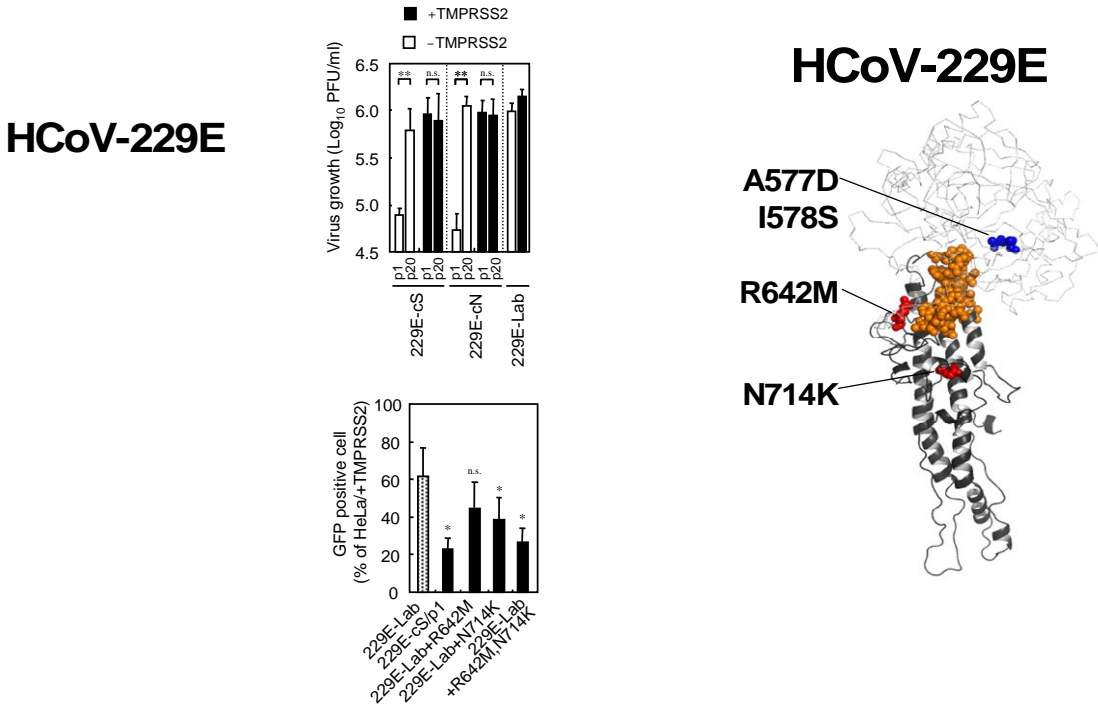 HCoV-229E
+TMPRSS2
−TMPRSS2
Virus growth (Log10 PFU/ml)
6.5
6.0
5.5
5.0
4.5
**
n.s.
**
n.s.
p1
p20
p1
p20
p1
p20
p1
p20
229E-cS
229E-cN
229E-Lab
GFP positive cell
(% of HeLa/+TMPRSS2)
100
80
60
40
20
0
*
n.s.
*
*
229E-Lab
229E-cS/p1
229E-Lab+R642M
229E-Lab+N714K
229E-Lab
+R642M,N714K
HCoV-229E
A577D
I578S
R642M
N714K